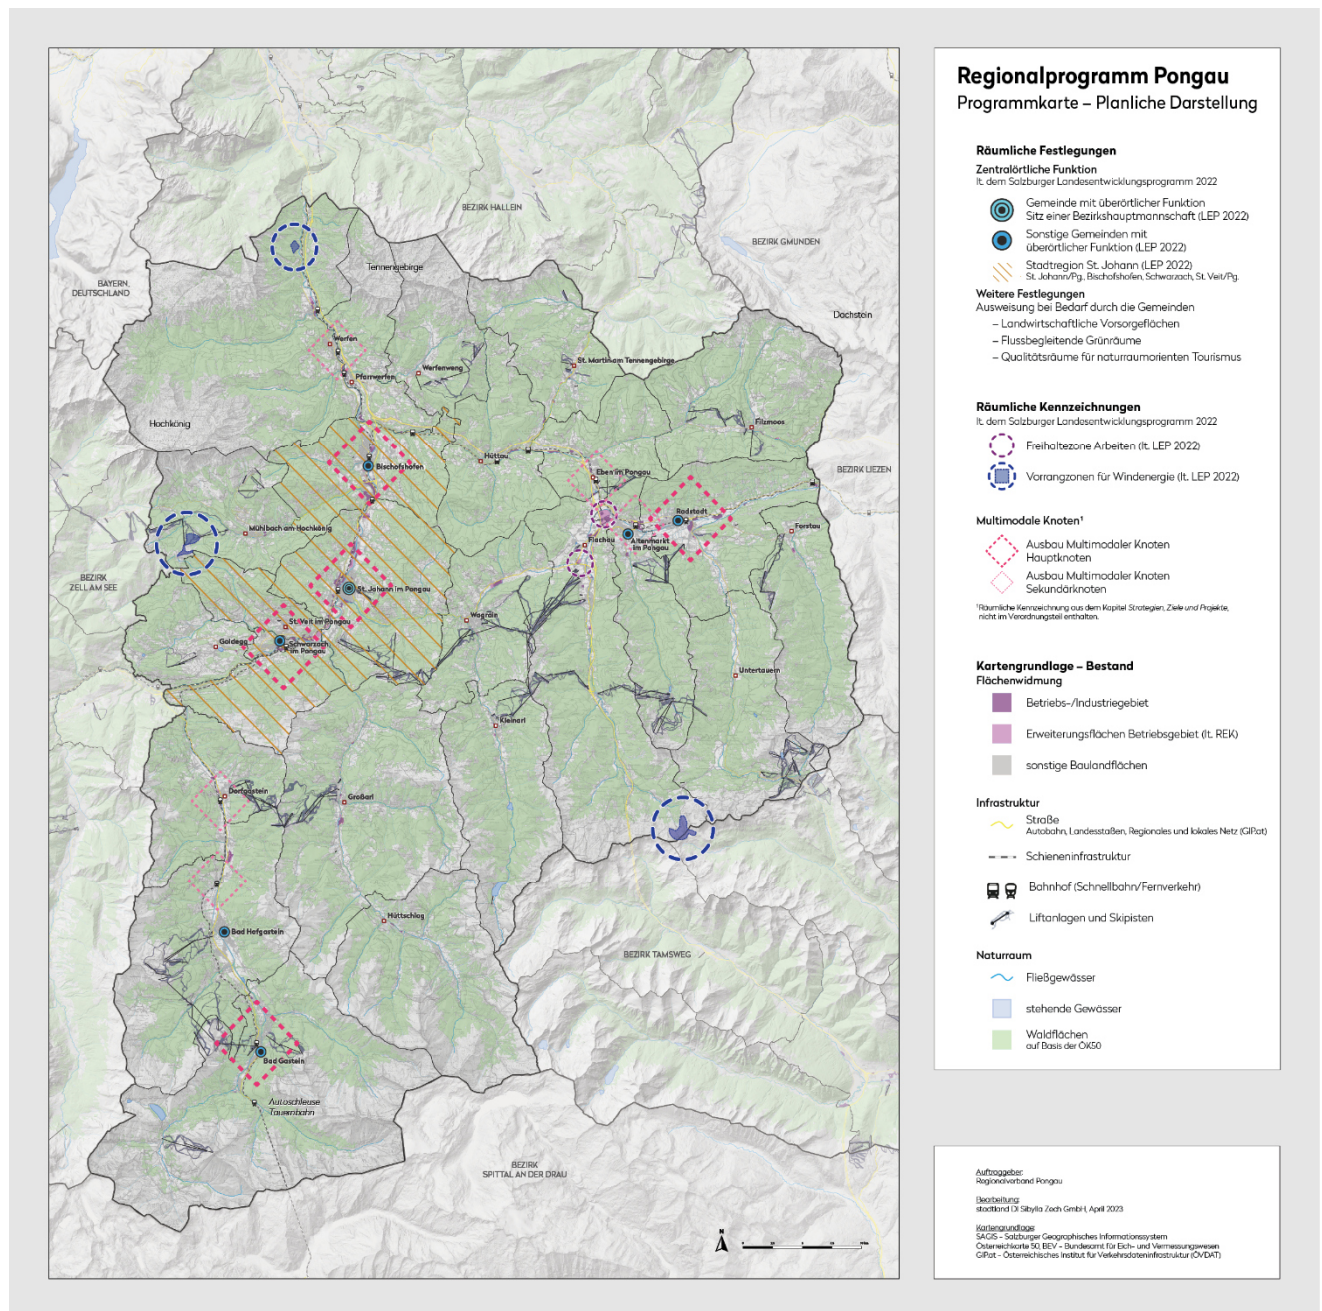 Regionalprogramm Pongau
Programmkarte – Planliche Darstellung
Räumliche Festlegungen
Zentralörtliche Funktion
lt. dem Salzburger Landesentwicklungsprogramm 2022
Gemeinde mit überörtlicher Funktion
Sitz einer Bezirkshauptmannschaft (LEP 2022)
Sonstige Gemeinden mit
überörtlicher Funktion (LEP 2022)
Stadtregion St. Johann (LEP 2022)
St. Johann/Pg., Bischofshofen, Schwarzach, St. Veit/Pg.
Weitere Festlegungen
Ausweisung bei Bedarf durch die Gemeinden
– Landwirtschaftliche Vorsorgeflächen
– Flussbegleitende Grünräume
– Qualitätsräume für naturraumorienten Tourismus
Räumliche Kennzeichnungen
lt. dem Salzburger Landesentwicklungsprogramm 2022
Freihaltezone Arbeiten (lt. LEP 2022)
Vorrangzonen für Windenergie (lt. LEP 2022)
Multimodale Knoten¹
Ausbau Multimodaler Knoten
Hauptknoten
Ausbau Multimodaler Knoten
Sekundärknoten
¹Räumliche Kennzeichnung aus dem Kapitel Strategien, Ziele und Projekte,
nicht im Verordnungsteil enthalten.
Kartengrundlage – Bestand
Flächenwidmung
Betriebs-/Industriegebiet
Erweiterungsflächen Betriebsgebiet (lt. REK)
sonstige Baulandflächen
Infrastruktur
Straße
Autobahn, Landesstaßen, Regionales und lokales Netz (GIP.at)
Schieneninfrastruktur
Bahnhof (Schnellbahn/Fernverkehr)
Liftanlagen und Skipisten
Naturraum
Fließgewässer
stehende Gewässer
Waldflächen
auf Basis der ÖK50
Auftraggeber:
Regionalverband Pongau
Bearbeitung:
stadtland DI Sibylla Zech GmbH, April 2023
Kartengrundlage:
SAGIS – Salzburger Geographisches Informationssystem
Österreichkarte 50, BEV – Bundesamt für Eich- und Vermessungswesen
GIP.at – Österreichisches Institut für Verkehrsdateninfrastruktur (ÖVDAT)
BEZIRK HALLEIN
BEZIRK GMUNDEN
Tennengebirge
BAYERN,
DEUTSCHLAND
Dachstein
Werfen
St. Martin am Tennengebirge
Werfenweng
Pfarrwerfen
Hochkönig
Filzmoos
Hüttau
Bischofshofen
Eben im Pongau
BEZIRK LIEZEN
Radstadt
Mühlbach am Hochkönig
Forstau
Altenmarkt
im Pongau
Flachau
BEZIRK
ZELL AM SEE
St. Johann im Pongau
Wagrain
St. Veit im Pongau
Goldegg
Schwarzach
im Pongau
Untertauern
Kleinarl
Dorfgastein
Großarl
Hüttschlag
Bad Hofgastein
BEZIRK TAMSWEG
Bad Gastein
Autoschleuse
Tauernbahn
BEZIRK
SPITTAL AN DER DRAU
N